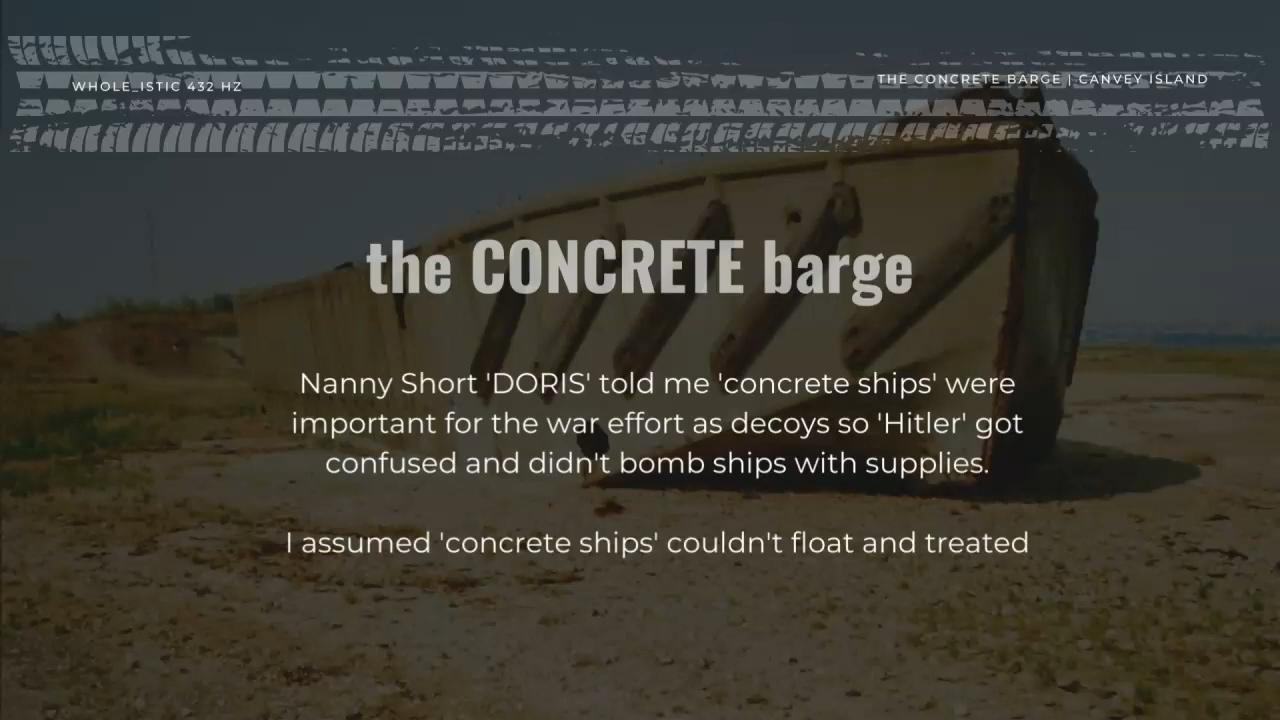 WHOLE_ISTIC 432 HZ
THE CONCRETE BARGE | CANVEY ISLAND
the CONCRETE barge
Nanny Short 'DORIS' told me 'concrete ships' were
important for the war effort as decoys so 'Hitler' got
confused and didn't bomb ships with supplies.
I assumed 'concrete ships' couldn't float and treated